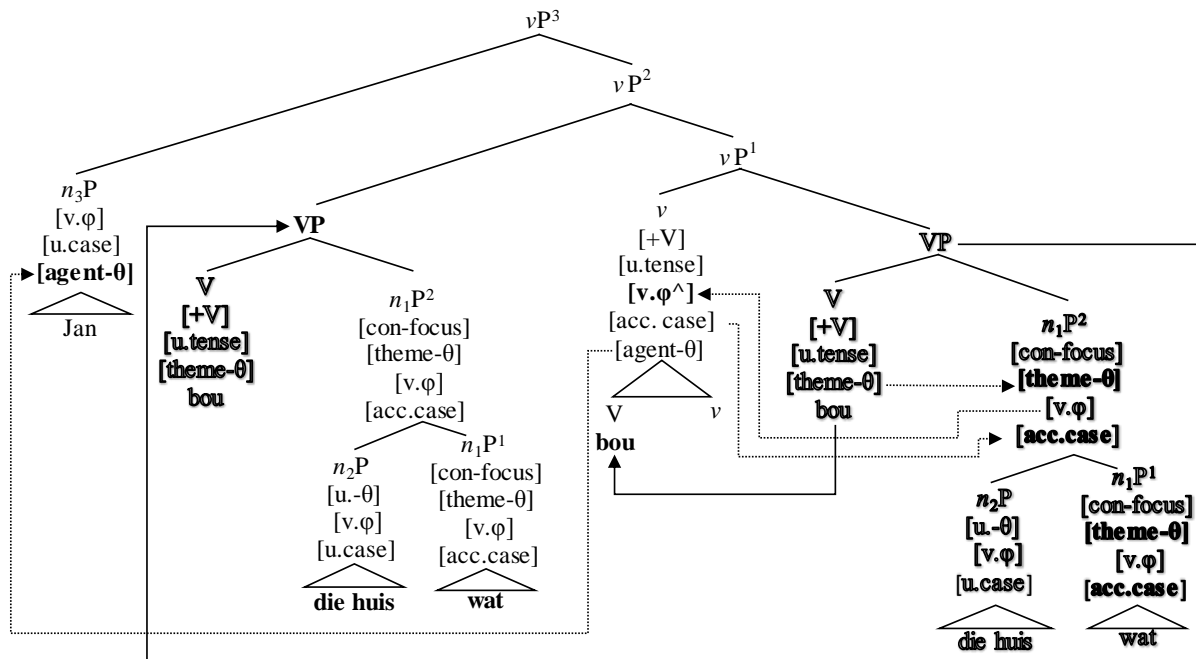 vP³
vP²
vP¹
n₃P
[v.φ]
[u.case]
[agent-θ]
Jan
VP
V
[+V]
[u.tense]
[theme-θ]
bou
n₁P²
[con-focus]
[theme-θ]
[v.φ]
[acc.case]
n₂P
[u.-θ]
[v.φ]
[u.case]
die huis
n₁P¹
[con-focus]
[theme-θ]
[v.φ]
[acc.case]
wat
v
[+V]
[u.tense]
[v.φ^]
[acc. case]
[agent-θ]
V v
bou
VP
V
[+V]
[u.tense]
[theme-θ]
bou
n₁P²
[con-focus]
[theme-θ]
[v.φ]
[acc.case]
n₂P
[u.-θ]
[v.φ]
[u.case]
die huis
n₁P¹
[con-focus]
[theme-θ]
[v.φ]
[acc.case]
wat